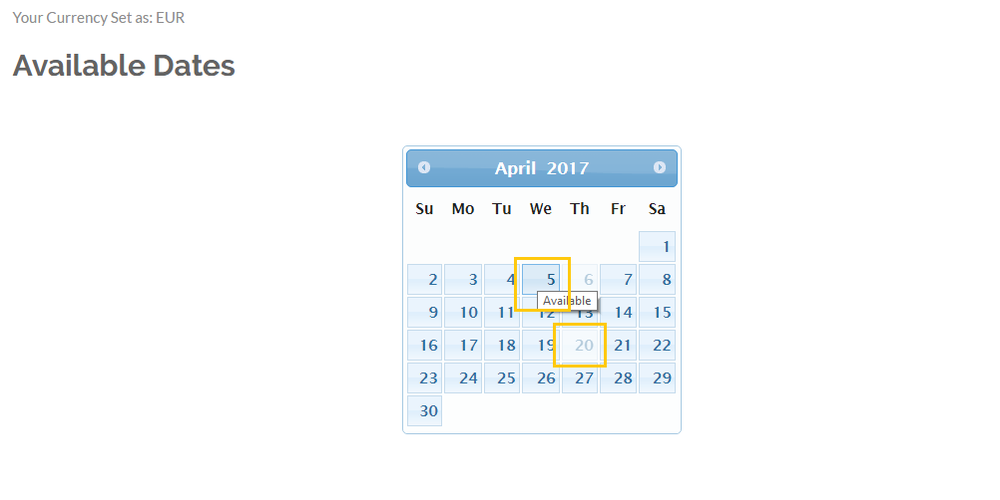 Your Currency Set as: EUR
Available Dates
April 2017
Su Mo Tu We Th Fr Sa
1
2 3 4 5 6 7 8
Available
9 10 11 12 13 14 15
16 17 18 19 20 21 22
23 24 25 26 27 28 29
30